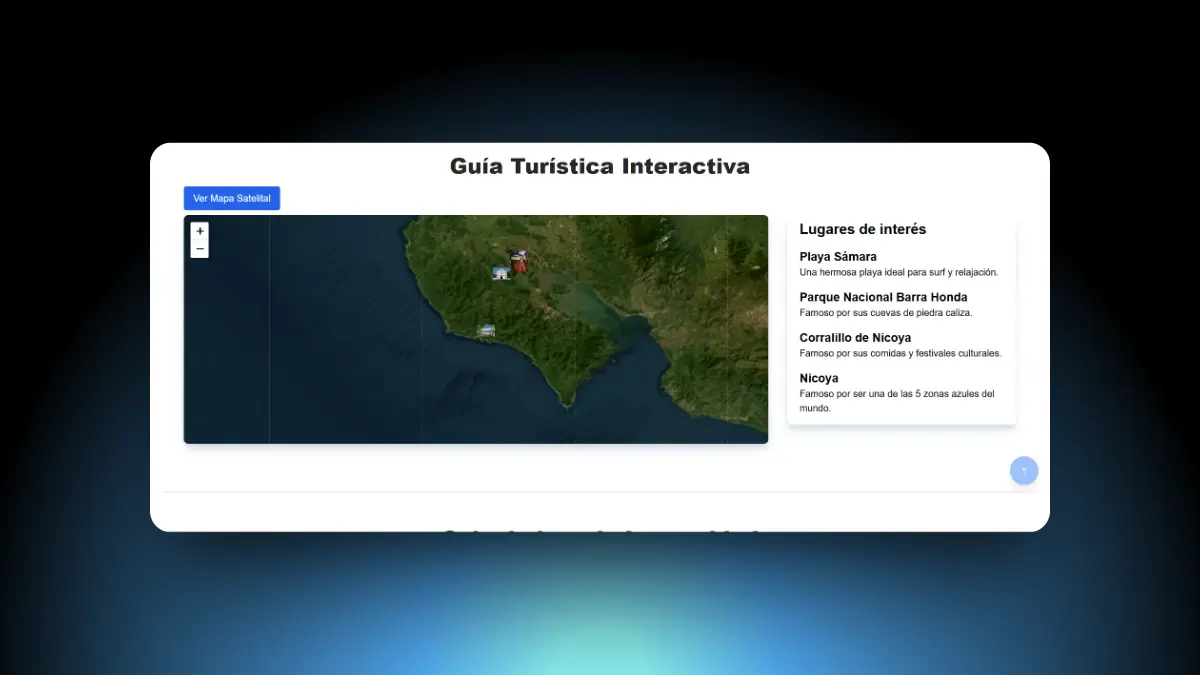 Guía Turística Interactiva
Ver Mapa Satelital
+
−
Lugares de interés
Playa Sámara
Una hermosa playa ideal para surf y relajación.
Parque Nacional Barra Honda
Famoso por sus cuevas de piedra caliza.
Corralillo de Nicoya
Famoso por sus comidas y festivales culturales.
Nicoya
Famoso por ser una de las 5 zonas azules del
mundo.
↑